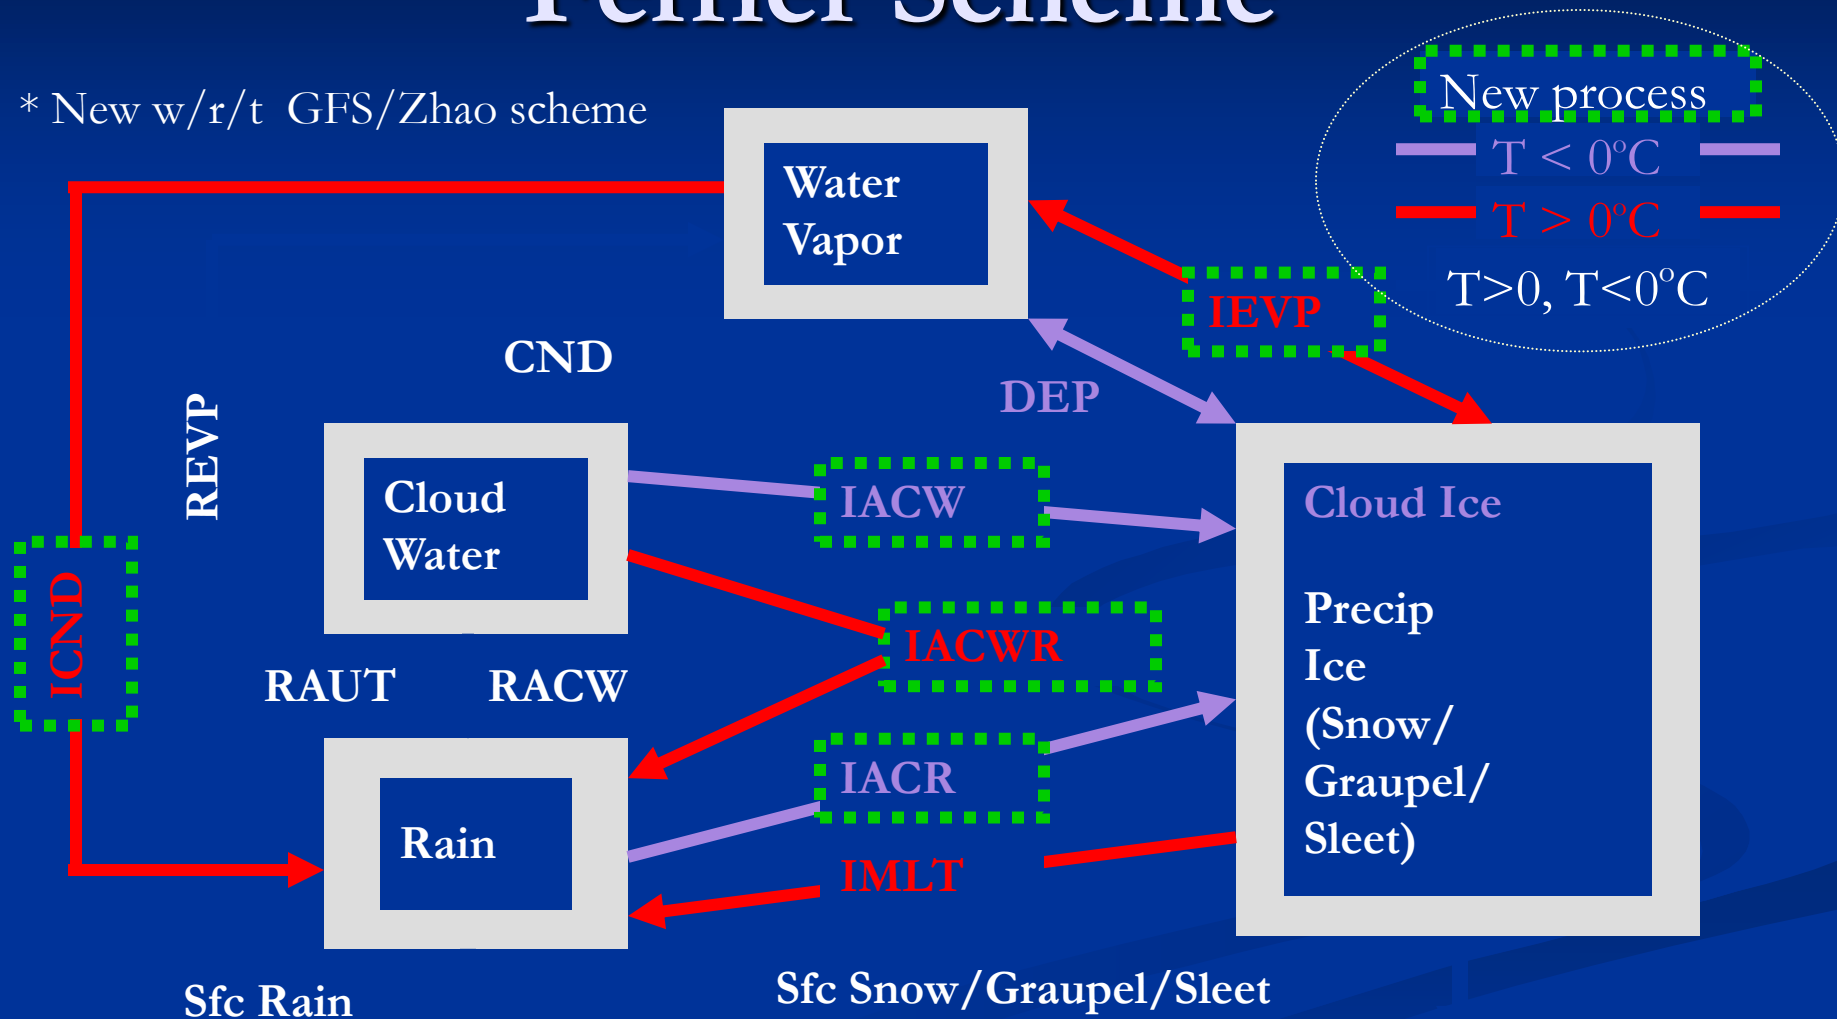 Ferrier Scheme
* New w/r/t GFS/Zhao scheme
New process
T < 0°C
T > 0°C
T>0, T<0°C
Water
Vapor
IEVP
CND
DEP
REVP
Cloud
Water
IACW
Cloud Ice
ICND
IACWR
Precip
Ice
(Snow/
Graupel/
Sleet)
RAUT
RACW
IACR
Rain
IMLT
Sfc Rain
Sfc Snow/Graupel/Sleet